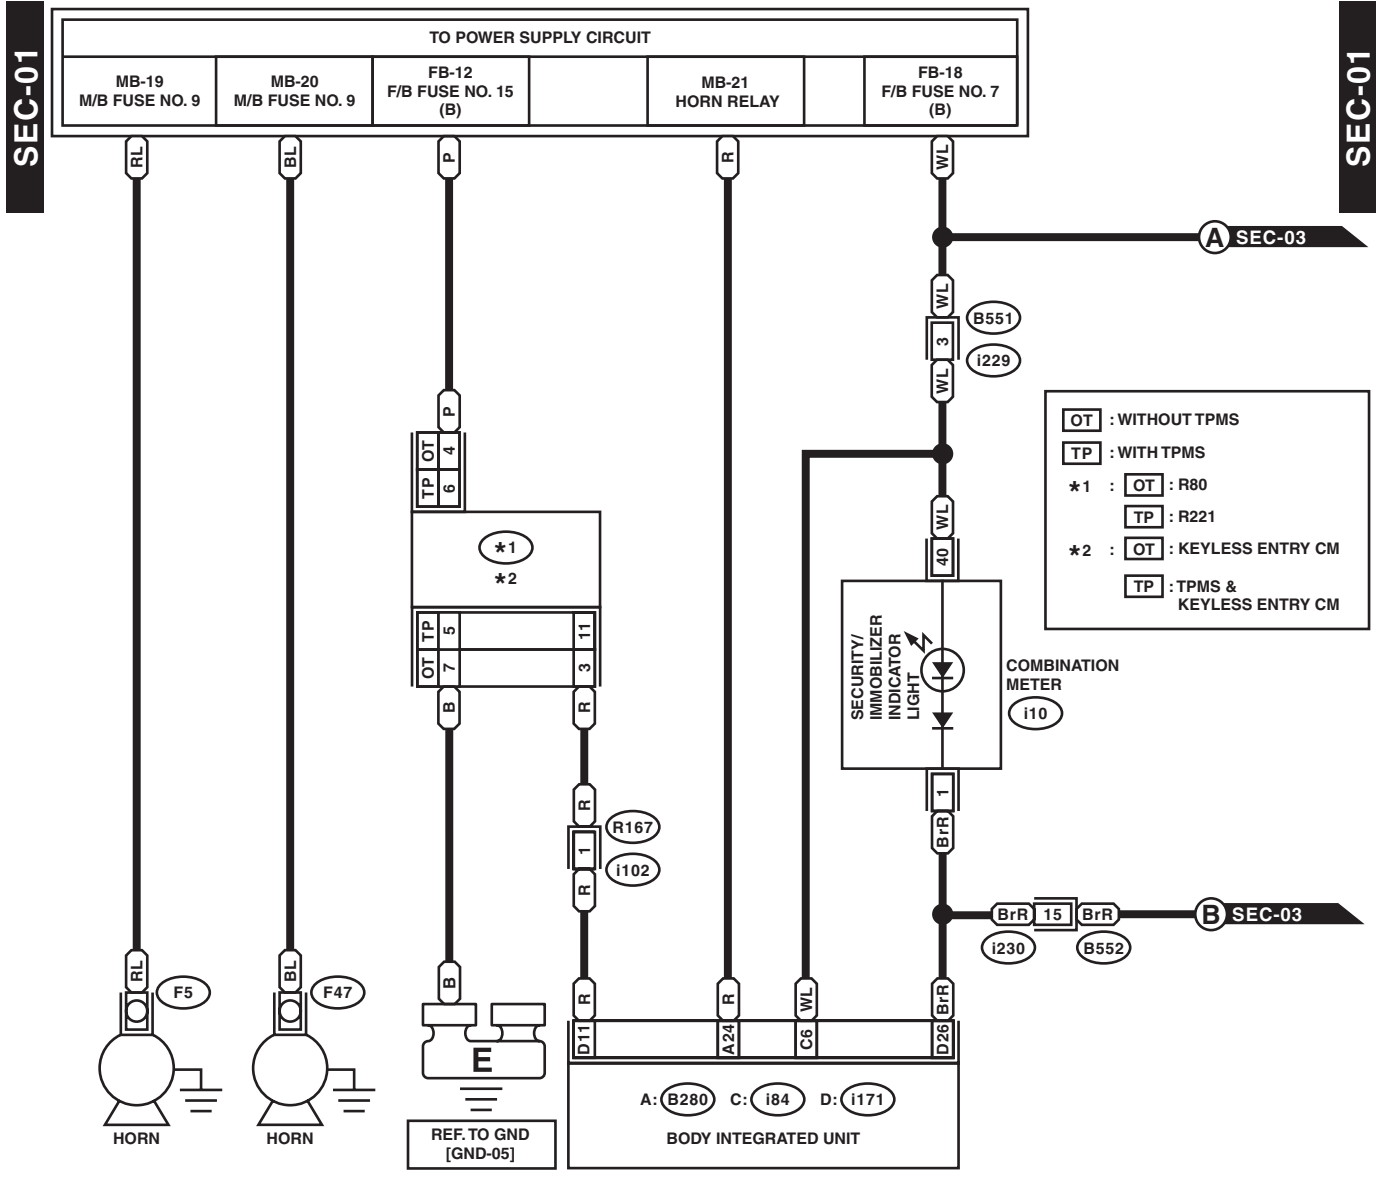 SEC-01
SEC-01
TO POWER SUPPLY CIRCUIT
MB-19
M/B FUSE NO. 9
MB-20
M/B FUSE NO. 9
FB-12
F/B FUSE NO. 15
(B)
MB-21
HORN RELAY
FB-18
F/B FUSE NO. 7
(B)
RL
BL
P
R
WL
A SEC-03
WL
B551
3
i229
WL
P
OT 4
TP 6
*1
*2
TP 5 11
OT 7 3
B
R
WL
40
SECURITY/
IMMOBILIZER
INDICATOR
LIGHT
COMBINATION
METER
i10
1
BrR
OT : WITHOUT TPMS
TP : WITH TPMS
*1 : OT : R80
TP : R221
*2 : OT : KEYLESS ENTRY CM
TP : TPMS &
KEYLESS ENTRY CM
R
R167
1
i102
R
BrR 15 BrR
B SEC-03
i230
B552
RL
F5
BL
F47
B
R
R
WL
BrR
D11
A24
C6
D26
E
A: B280 C: i84 D: i171
BODY INTEGRATED UNIT
HORN
HORN
REF. TO GND
[GND-05]